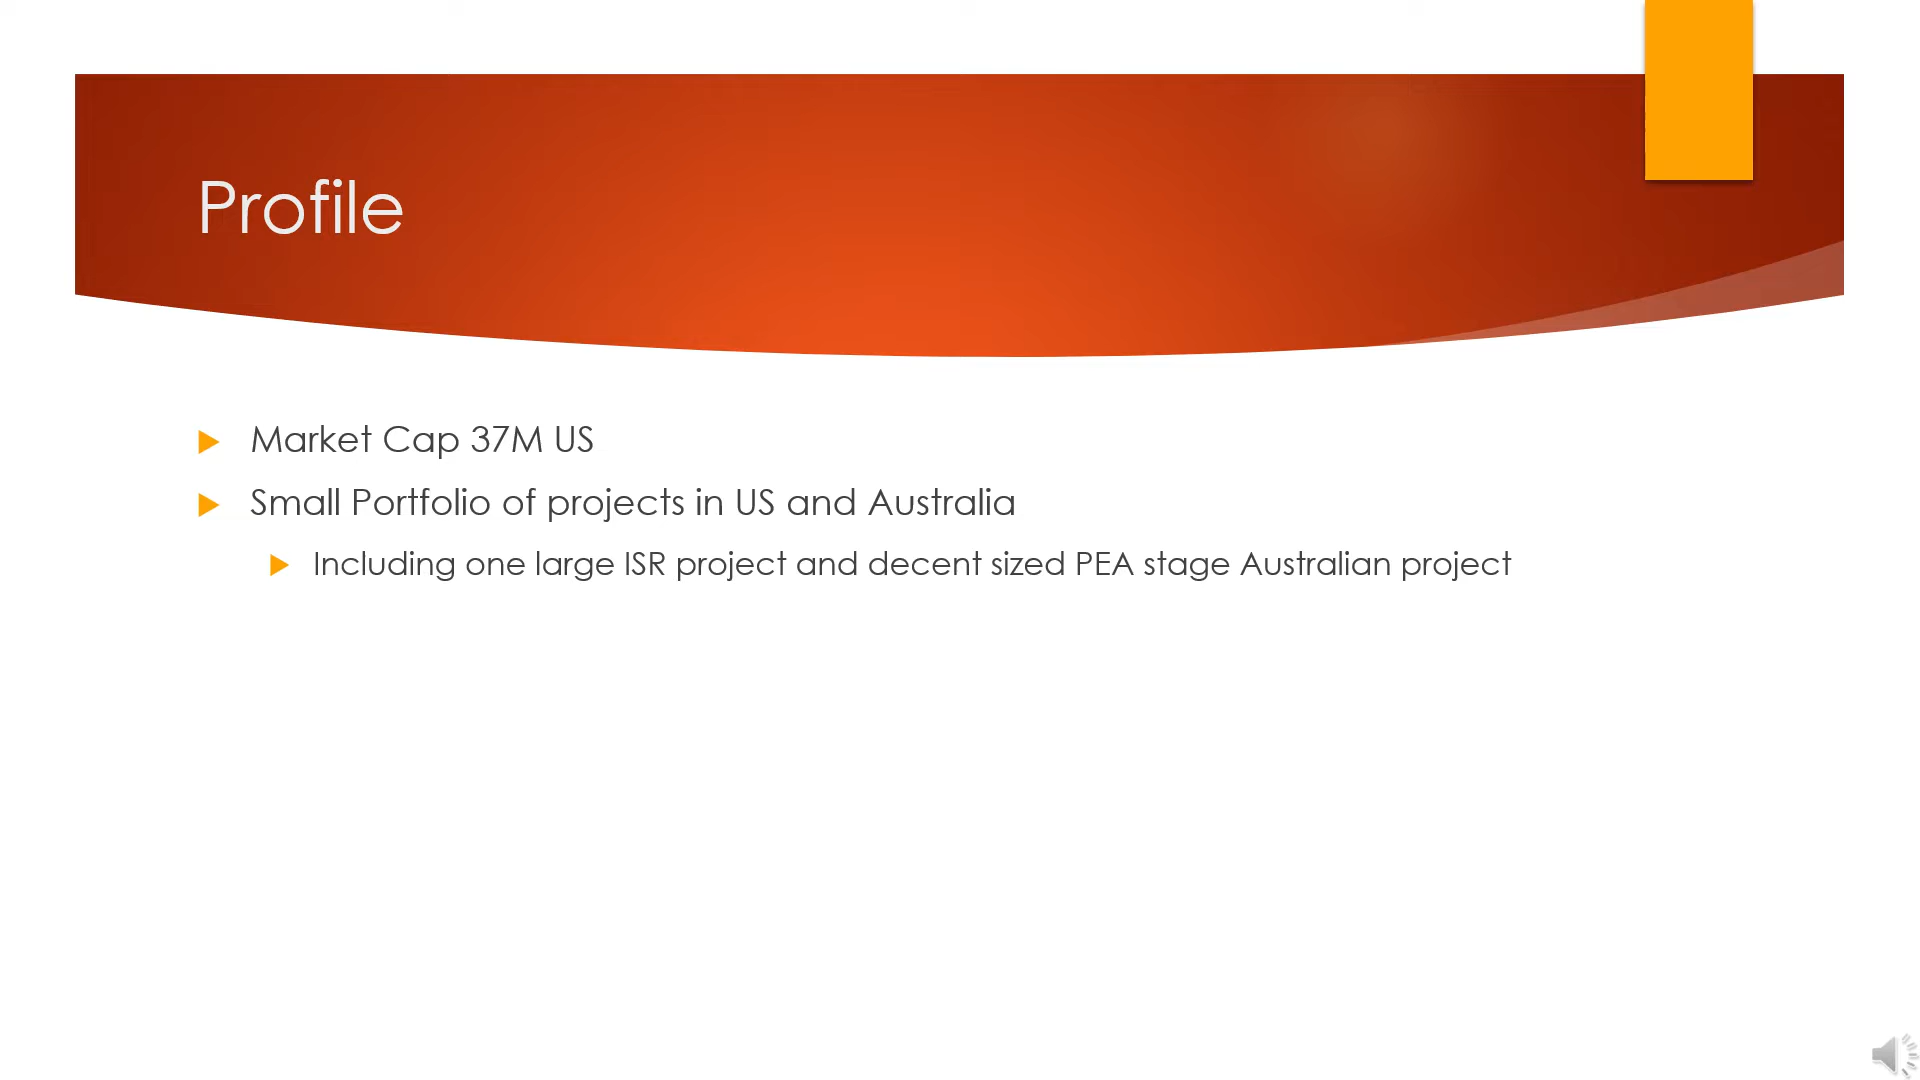 Profile
Market Cap 37M US
Small Portfolio of projects in US and Australia
Including one large ISR project and decent sized PEA stage Australian project